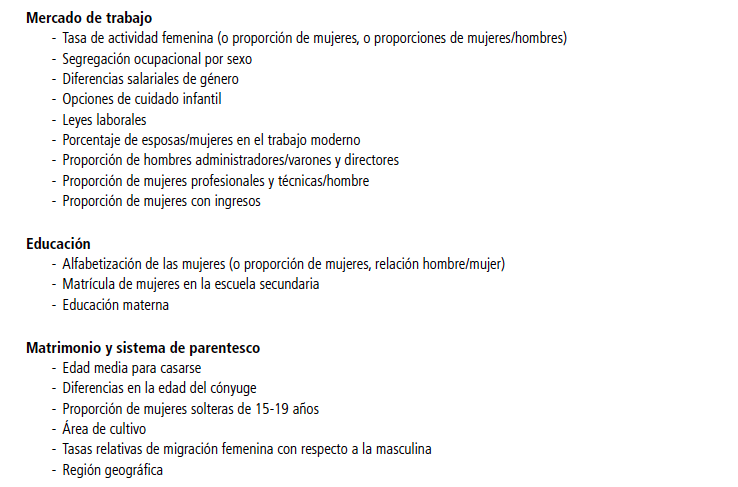 Mercado de trabajo
- Tasa de actividad femenina (o proporción de mujeres, o proporciones de mujeres/hombres)
- Segregación ocupacional por sexo
- Diferencias salariales de género
- Opciones de cuidado infantil
- Leyes laborales
- Porcentaje de esposas/mujeres en el trabajo moderno
- Proporción de hombres administradores/varones y directores
- Proporción de mujeres profesionales y técnicas/hombre
- Proporción de mujeres con ingresos
Educación
- Alfabetización de las mujeres (o proporción de mujeres, relación hombre/mujer)
- Matrícula de mujeres en la escuela secundaria
- Educación materna
Matrimonio y sistema de parentesco
- Edad media para casarse
- Diferencias en la edad del cónyuge
- Proporción de mujeres solteras de 15-19 años
- Área de cultivo
- Tasas relativas de migración femenina con respecto a la masculina
- Región geográfica